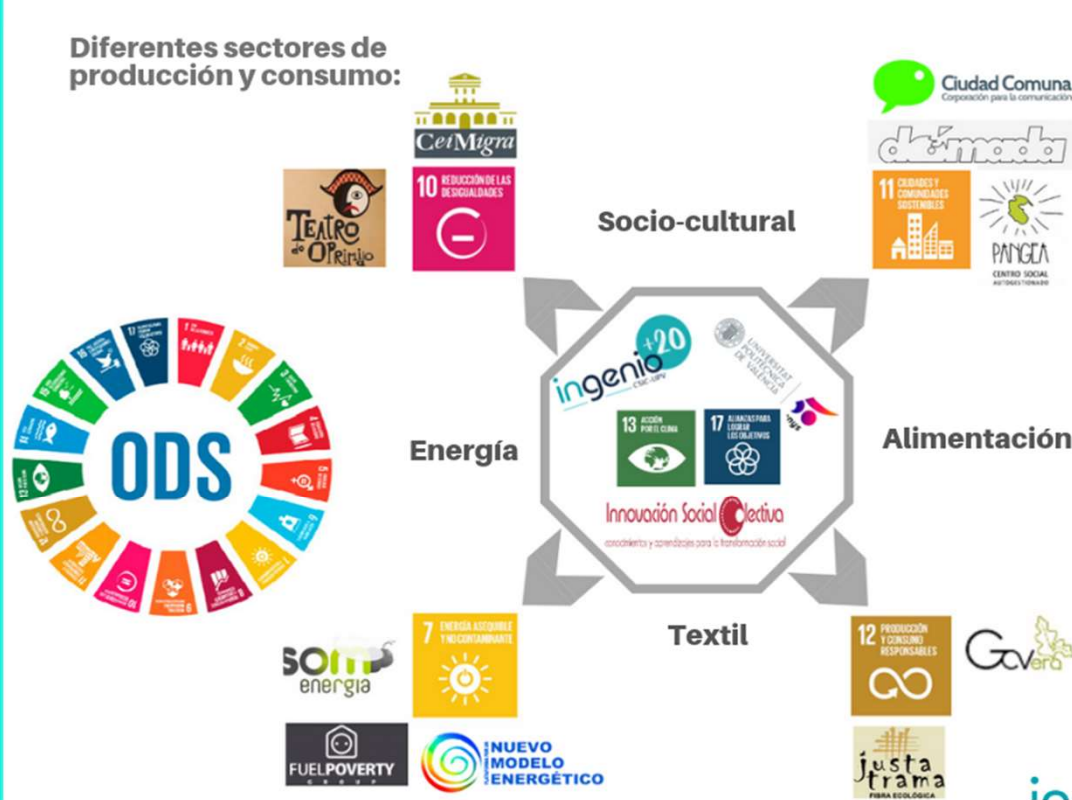 Diferentes sectores de
producción y consumo:
CeiMigra
10 REDUCCIÓN DE LAS
DESIGUALDADES
TEATRO
do OPRIMIDO
Socio-cultural
Ciudad Comuna
Corporación para la comunicación
11 CIUDADES Y
COMUNIDADES
SOSTENIBLES
PANGEA
CENTRO SOCIAL
AUTOGESTIONADO
ODS
Energía
ingenio
+20
CSIC-UPV
UNIVERSITAT
POLITÈCNICA
DE VALÈNCIA
13 ACCIÓN
POR EL CLIMA
17 ALIANZAS PARA
LOGRAR
LOS OBJETIVOS
Innovación Social Colectiva
conocimientos y aprendizajes para la transformación social
Alimentación
Textil
som
energia
7 ENERGÍA ASEQUIBLE
Y NO CONTAMINANTE
FUELPOVERTY
GROUP
NUEVO
MODELO
ENERGÉTICO
12 PRODUCCIÓN
Y CONSUMO
RESPONSABLES
Gavera
justa
trama
FIBRA ECOLÓGICA